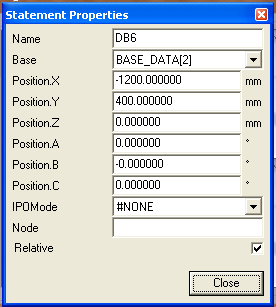 Statement Properties
Name DB6
Base BASE_DATA[2]
Position.X -1200.000000 mm
Position.Y 400.000000 mm
Position.Z 0.000000 mm
Position.A 0.000000 °
Position.B -0.000000 °
Position.C 0.000000 °
IPOMode #NONE
Node
Relative
Close